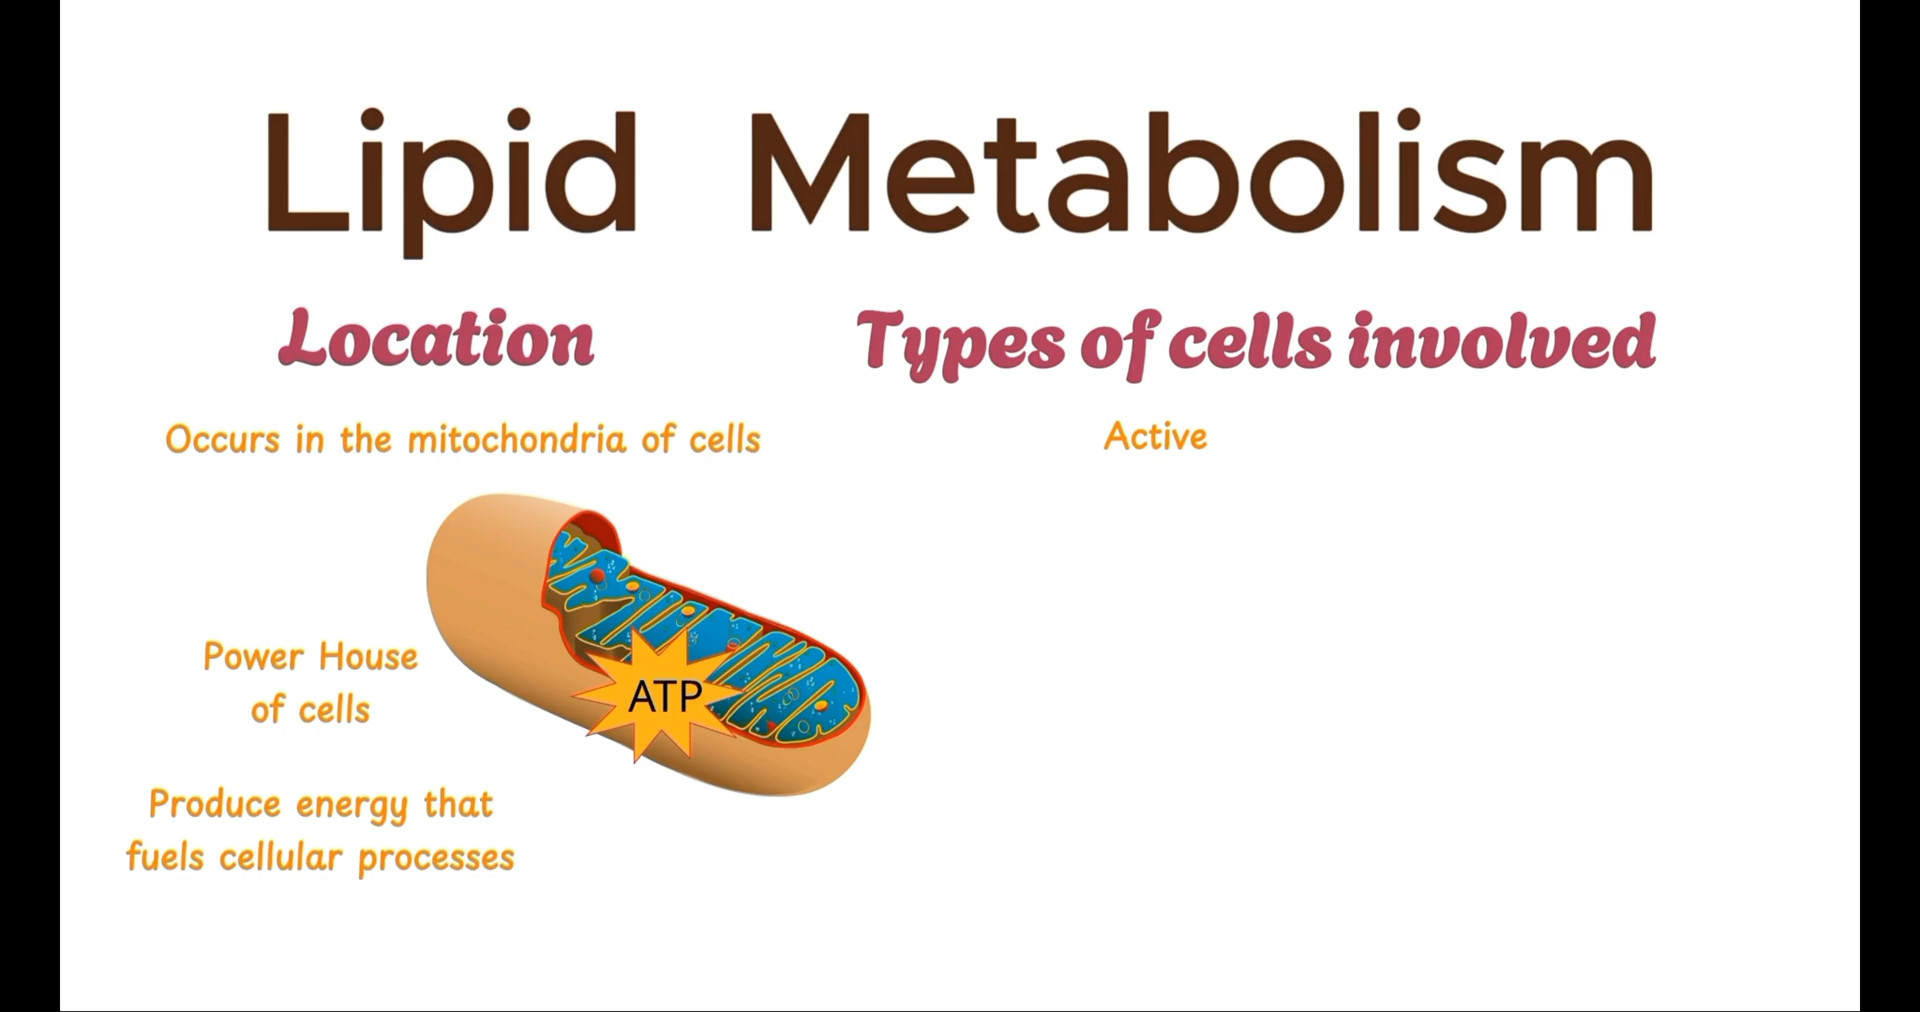 Lipid Metabolism
Location
Types of cells involved
Occurs in the mitochondria of cells
Active
Power House
of cells
ATP
Produce energy that
fuels cellular processes